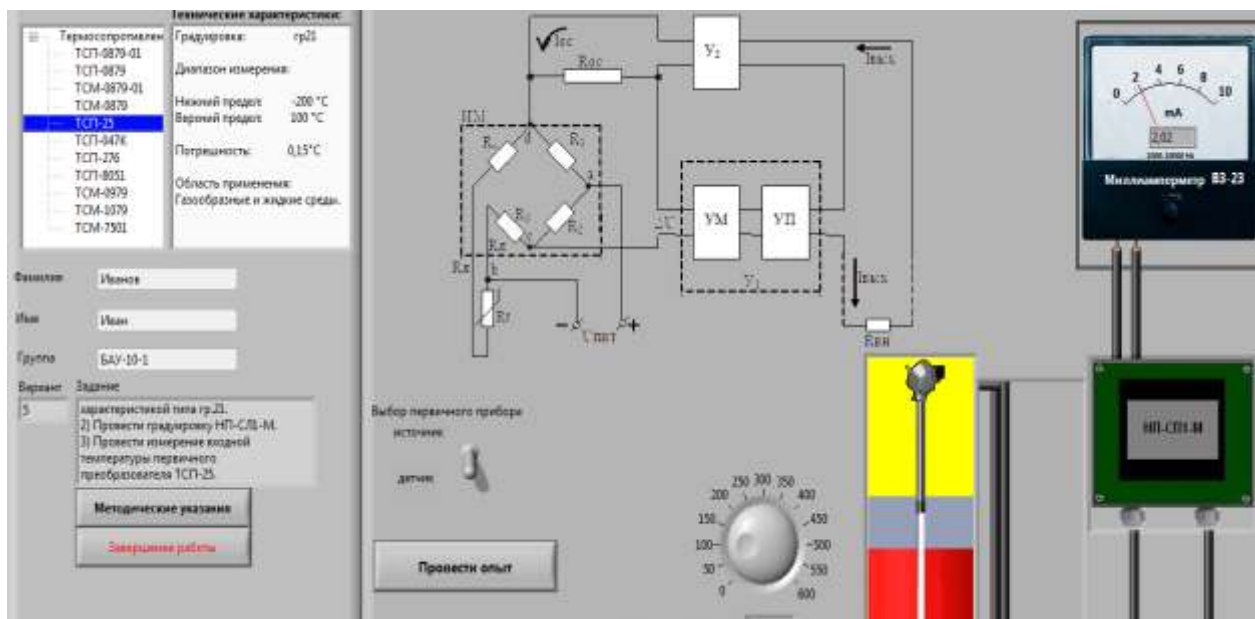 Технические характеристики:
Термосопротивлен
ТСП-0879-01
ТСП-0879
ТСМ-0879-01
ТСМ-0879
ТСП-25
ТСП-047К
ТСП-276
ТСП-8051
ТСМ-0979
ТСМ-1079
ТСМ-7501
Градуировка: гр21
Диапазон измерения:
Нижний предел: -200 °C
Верхний предел: 100 °C
Погрешность: 0,15°C
Область применения:
Газообразные и жидкие среды.
Фамилия Иванов
Имя Иван
Группа БАУ-10-1
Вариант Задание
5
характеристикой типа гр.21.
2) Провести градуировку НП-СЛ1-М.
3) Провести измерение входной
температуры первичного
преобразователя ТСП-25.
Методические указания
Завершение работы
Iос
Rос
У2
Iвых
ИМ
d
a
c
b
Rл
Rл
Rt
УМ
УП
У1
Iвых
Rвн
− +
Выбор первичного прибора
источник
датчик
Провести опыт
0 50 100 150 200 250 300 350 400 450 500 550 600
0 2 4 6 8 10
mA
2,02
Миллиамперметр В3-23
НП-СЛ1-М